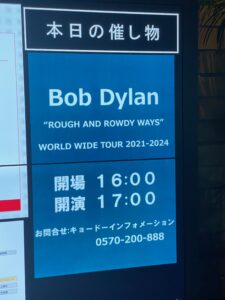 本日の催し物
Bob Dylan
“ROUGH AND ROWDY WAYS”
WORLD WIDE TOUR 2021-2024
開場 16:00
開演 17:00
お問合せ:キョードーインフォメーション
0570-200-888